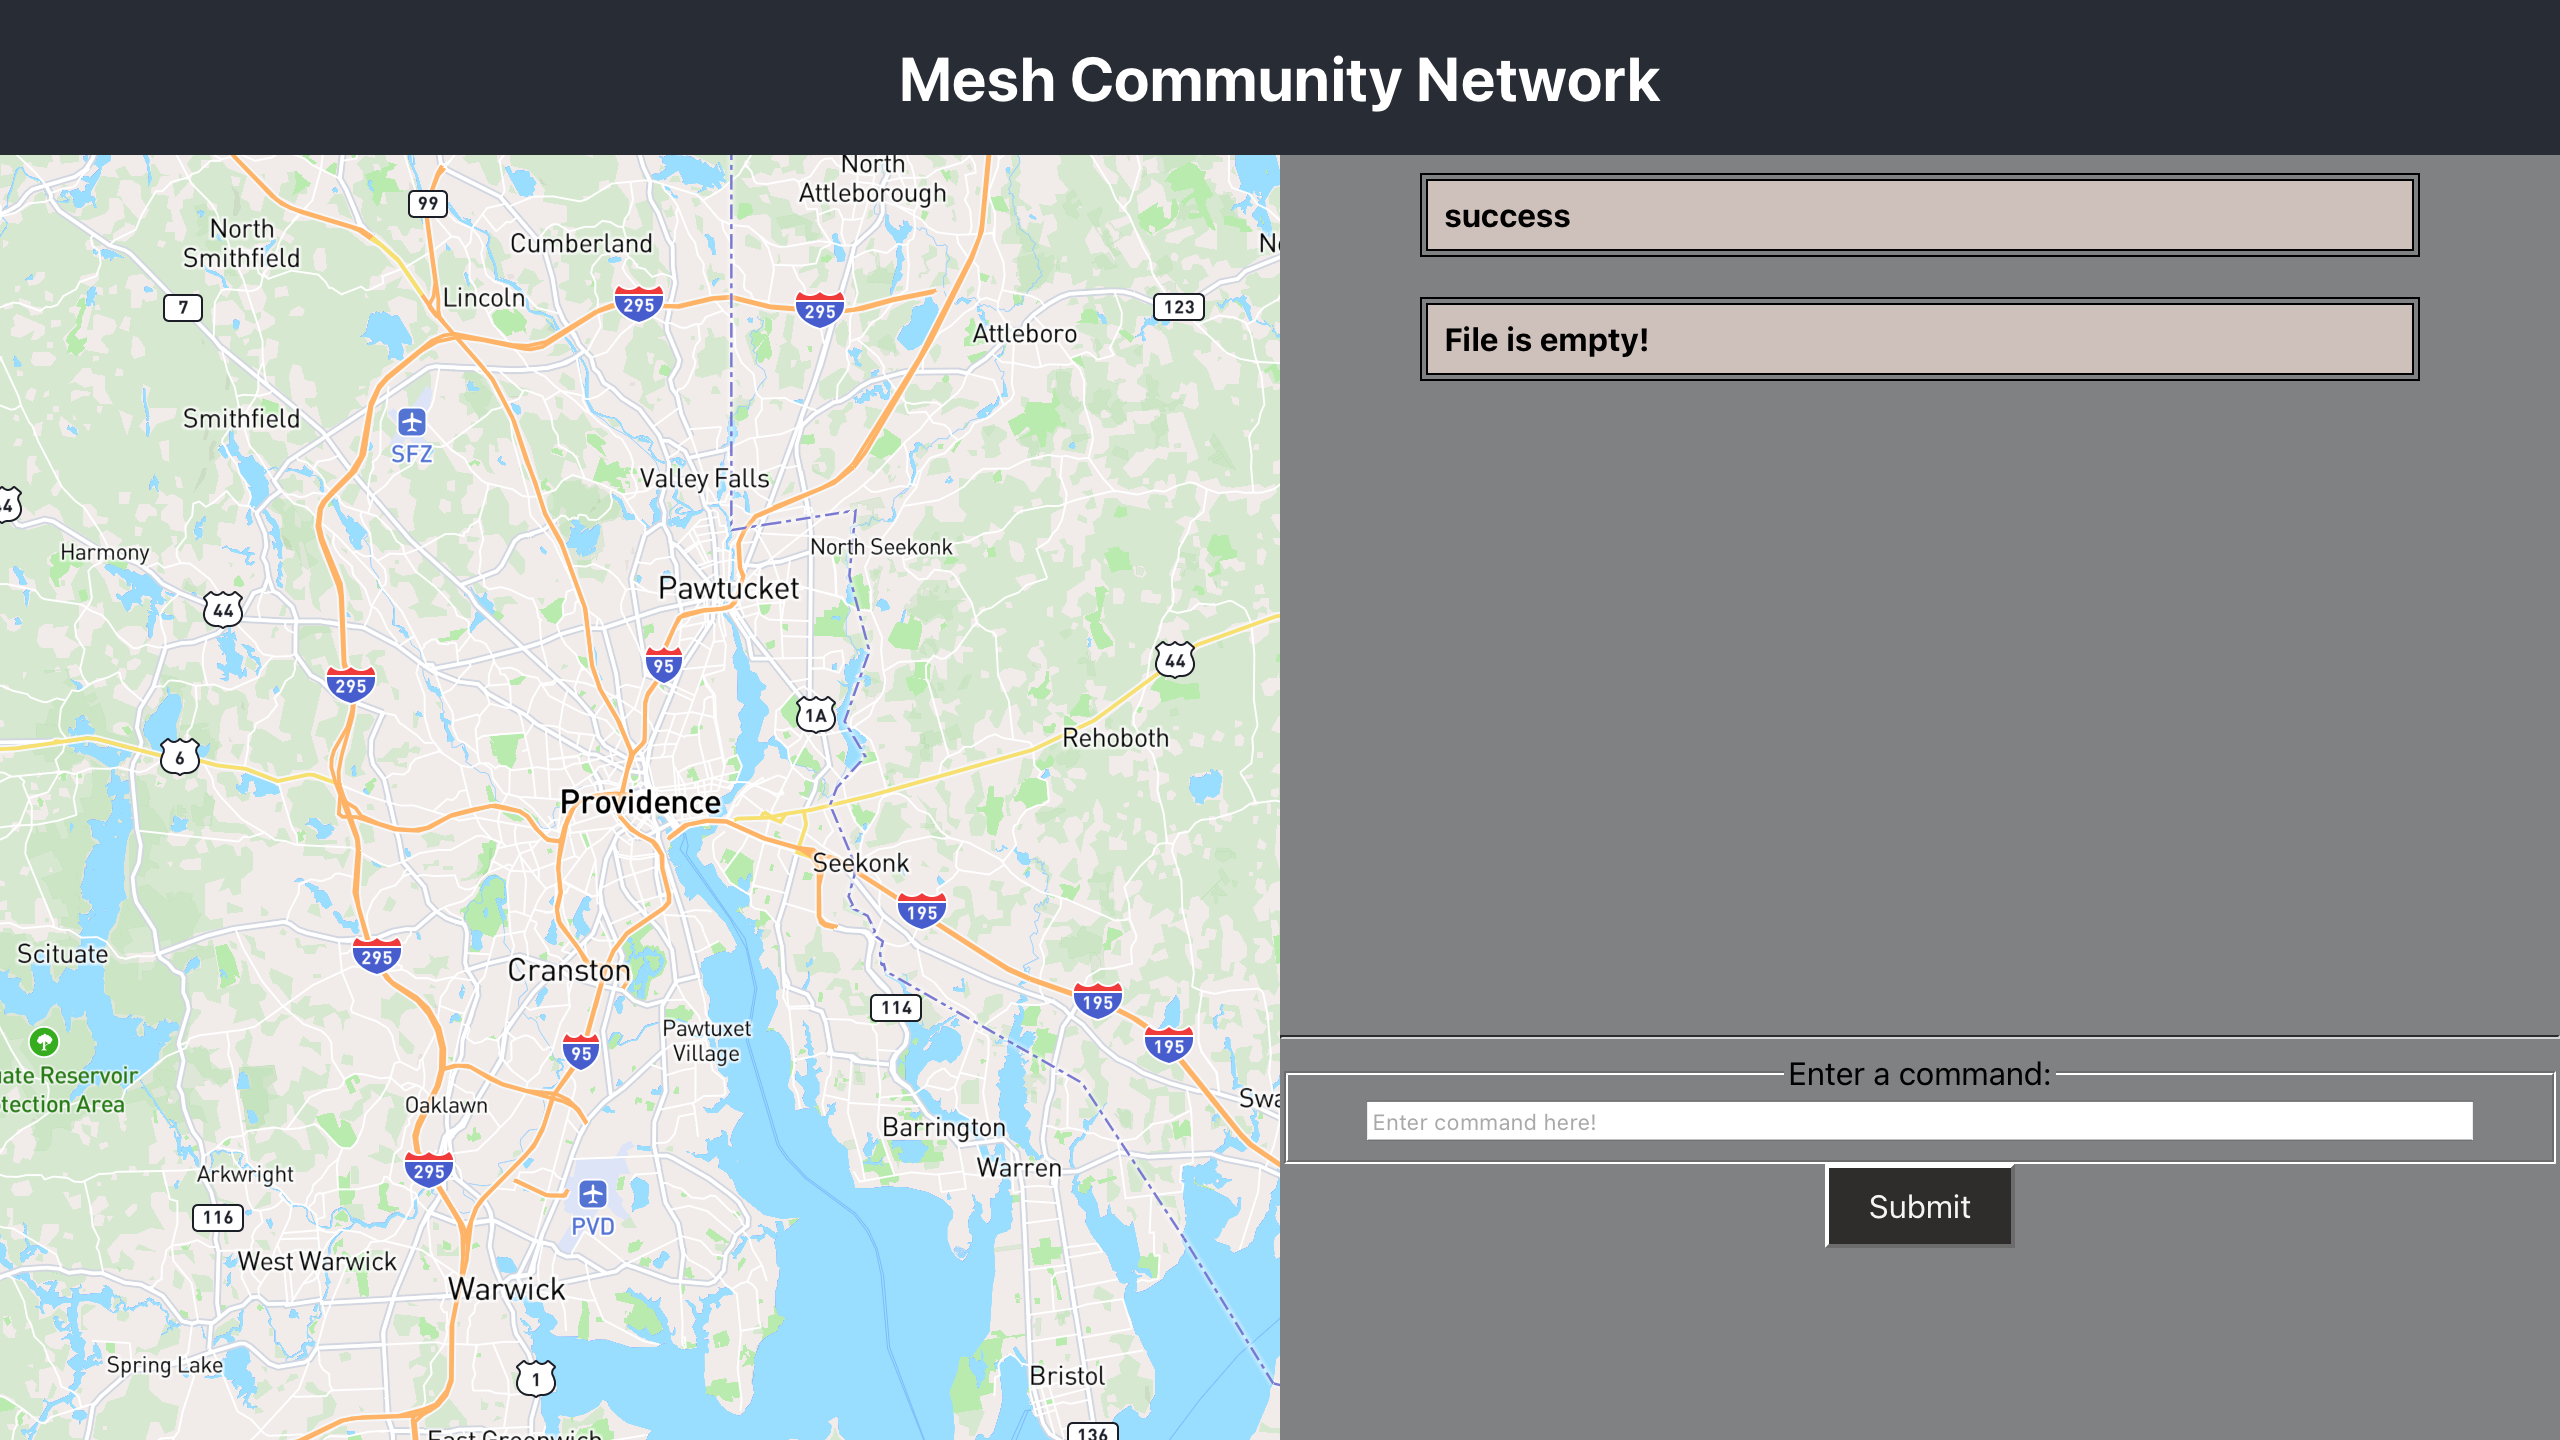 Mesh Community Network
North
Attleborough
99
North
Smithfield
Cumberland
Lincoln
7
295
295
123
Attleboro
Smithfield
SFZ
Valley Falls
Harmony
North Seekonk
Pawtucket
44
95
44
295
1A
Rehoboth
6
Providence
Seekonk
195
Scituate
295
Cranston
195
114
Pawtuxet
Village
195
95
Oaklawn
Barrington
Warren
295
Arkwright
116
PVD
West Warwick
Warwick
Spring Lake
1
Bristol
136
East Greenwich
Reservoir
Area
success
File is empty!
Enter a command:
Enter command here!
Submit